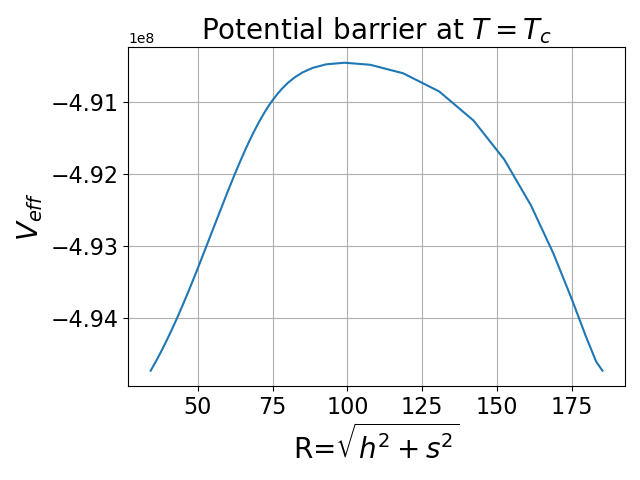 Potential barrier at T = T_c
1e8
−4.91
−4.92
−4.93
−4.94
V_eff
50 75 100 125 150 175
R=√h² + s²